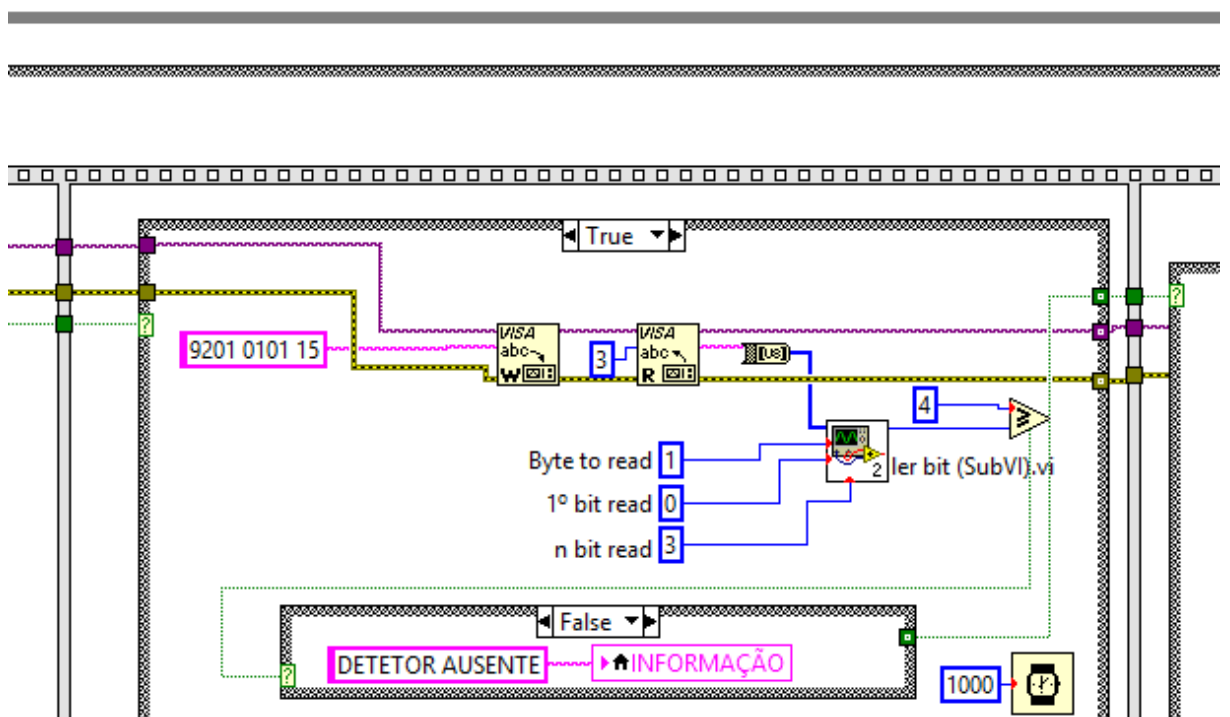 True
9201 0101 15
VISA
abc
W
3
VISA
abc
R
[U8]
4
≥
Byte to read 1
2
ler bit (SubVI).vi
1º bit read 0
n bit read 3
False
?
?
?
DETETOR AUSENTE
INFORMAÇÃO
1000